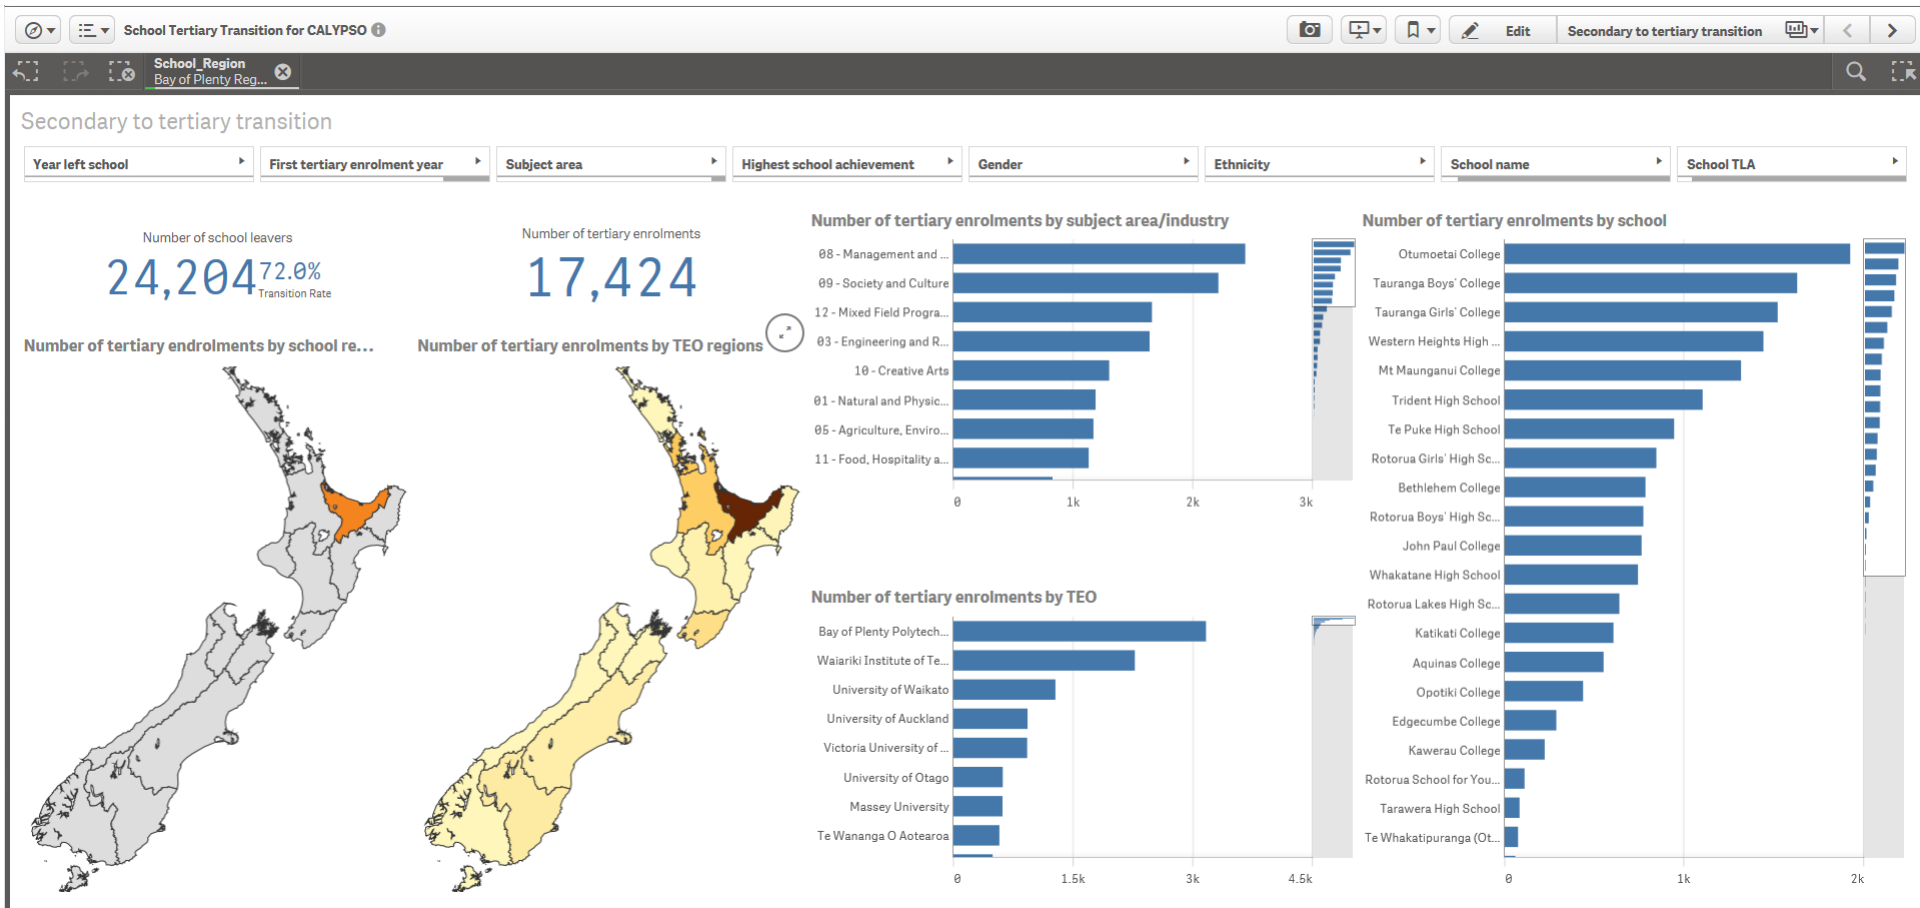 School Tertiary Transition for CALYPSO
Edit
Secondary to tertiary transition
School_Region
Bay of Plenty Reg...
Secondary to tertiary transition
Year left school
First tertiary enrolment year
Subject area
Highest school achievement
Gender
Ethnicity
School name
School TLA
Number of school leavers
24,204
72.0%
Transition Rate
Number of tertiary enrolments
17,424
Number of tertiary endrolments by school re...
Number of tertiary enrolments by TEO regions
Number of tertiary enrolments by subject area/industry
08 - Management and ...
09 - Society and Culture
12 - Mixed Field Progra...
03 - Engineering and R...
10 - Creative Arts
01 - Natural and Physic...
05 - Agriculture, Enviro...
11 - Food, Hospitality a...
0
1k
2k
3k
Number of tertiary enrolments by TEO
Bay of Plenty Polytech...
Waiariki Institute of Te...
University of Waikato
University of Auckland
Victoria University of ...
University of Otago
Massey University
Te Wananga O Aotearoa
0
1.5k
3k
4.5k
Number of tertiary enrolments by school
Otumoetai College
Tauranga Boys' College
Tauranga Girls' College
Western Heights High ...
Mt Maunganui College
Trident High School
Te Puke High School
Rotorua Girls' High Sc...
Bethlehem College
Rotorua Boys' High Sc...
John Paul College
Whakatane High School
Rotorua Lakes High Sc...
Katikati College
Aquinas College
Opotiki College
Edgecumbe College
Kawerau College
Rotorua School for You...
Tarawera High School
Te Whakatipuranga (Ot...
0
1k
2k